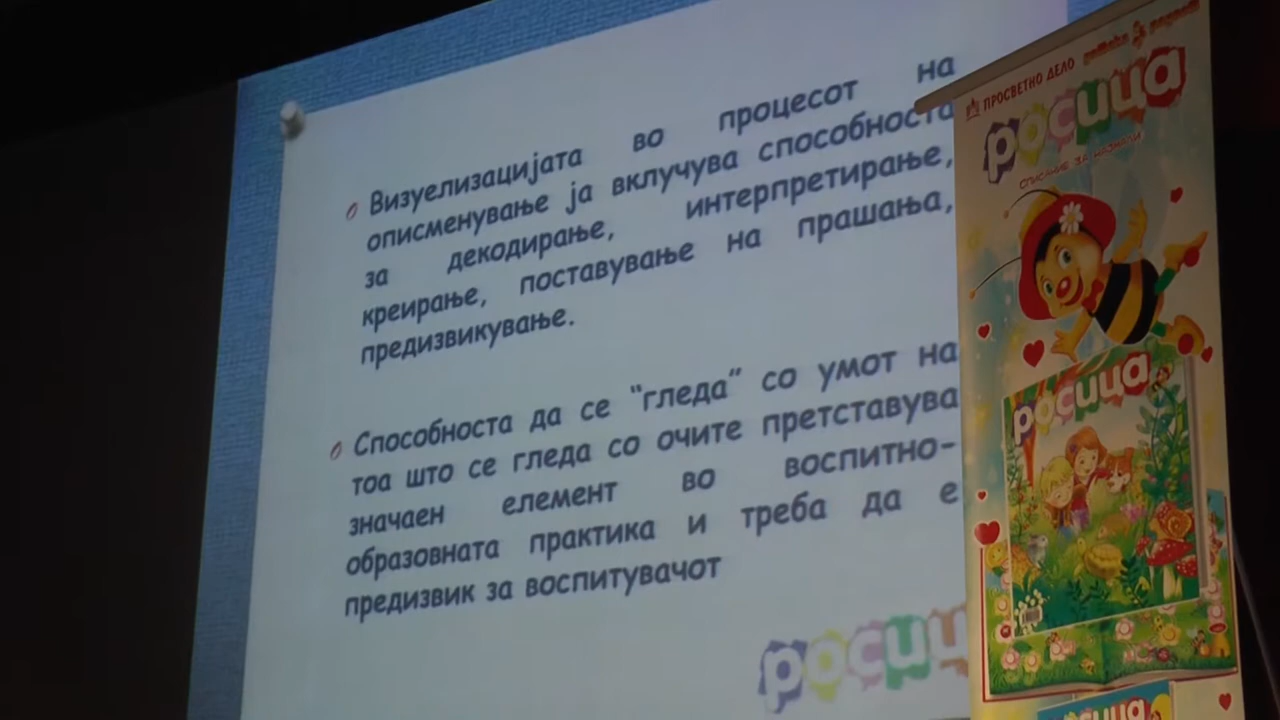 Визуелизацијата во процесот на
описменување ја вклучува способноста
за декодирање, интерпретирање,
креирање, поставување на прашања,
предизвикување.
Способноста да се “гледа” со умот на
тоа што се гледа со очите претставува
значаен елемент во воспитно-
образовната практика и треба да е
предизвик за воспитувачот
росиц
ПРОСВЕТНО ДЕЛО
росица
СПИСАНИЕ ЗА НАЈМАЛИ
росица
росица